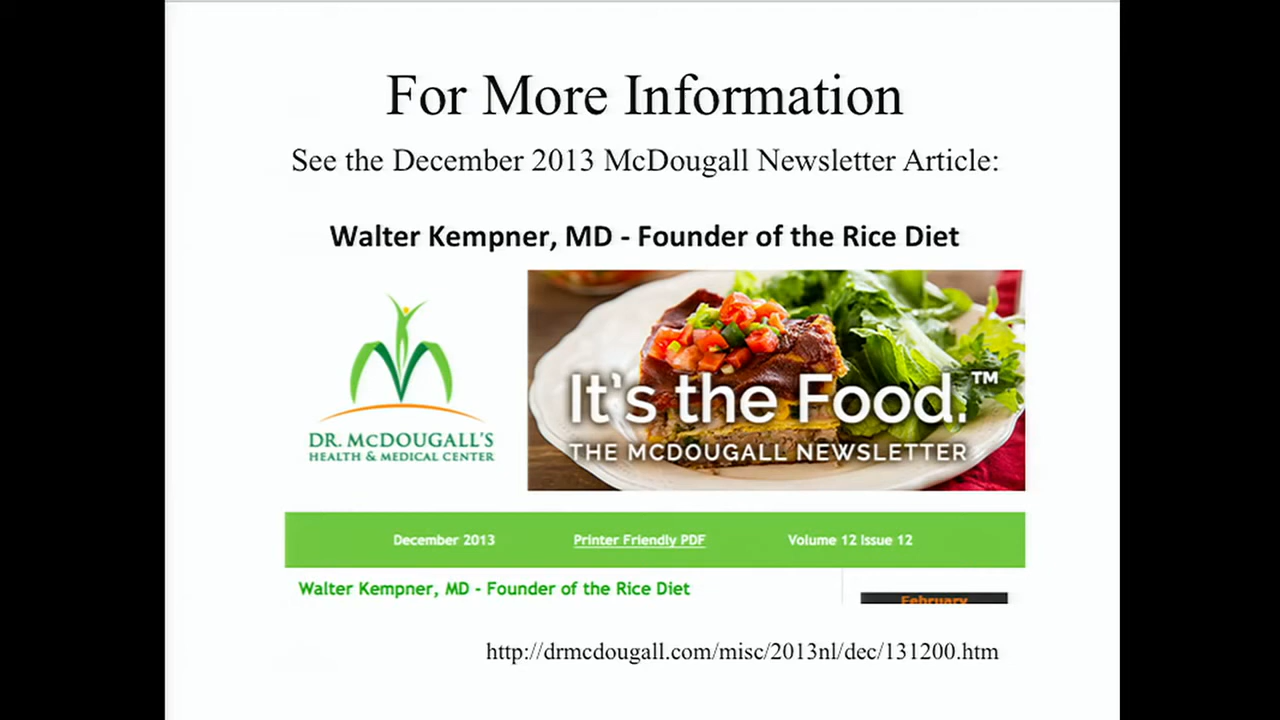 For More Information
See the December 2013 McDougall Newsletter Article:
Walter Kempner, MD - Founder of the Rice Diet
DR. McDOUGALL'S
HEALTH & MEDICAL CENTER
It's the Food.™
THE MCDOUGALL NEWSLETTER
December 2013 Printer Friendly PDF Volume 12 Issue 12
Walter Kempner, MD - Founder of the Rice Diet
February
http://drmcdougall.com/misc/2013nl/dec/131200.htm